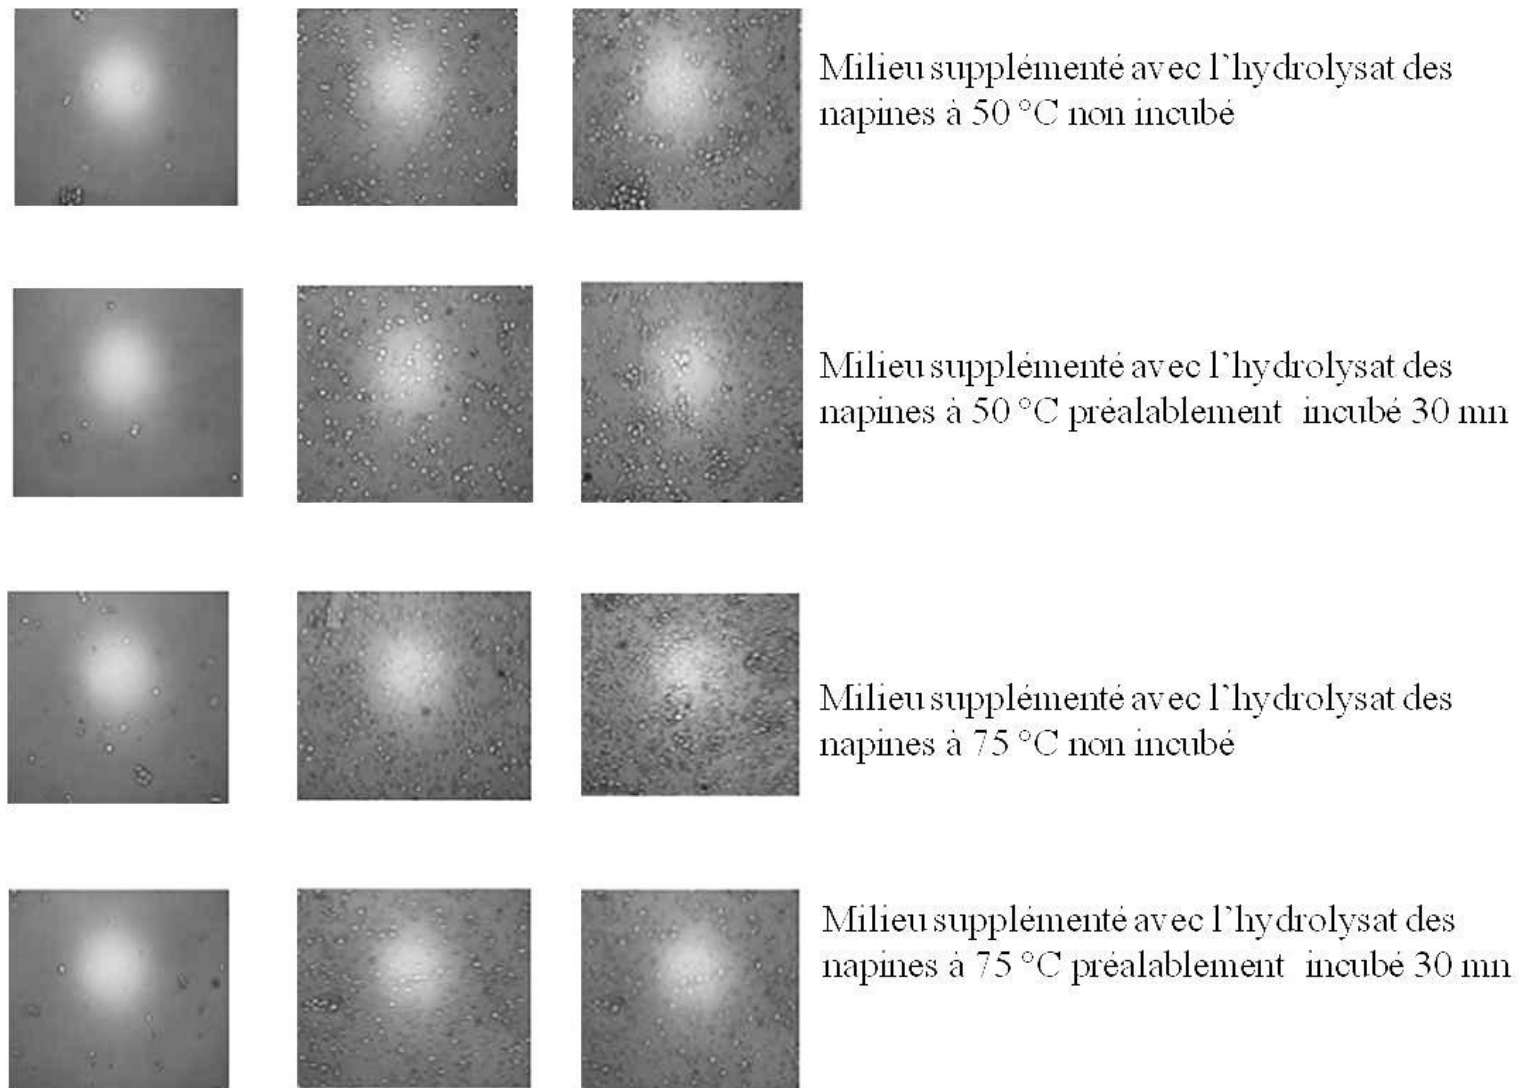 Milieu supplémenté avec l'hydrolysat des
napines à 50 °C non incubé
Milieu supplémenté avec l'hydrolysat des
napines à 50 °C préalablement incubé 30 mn
Milieu supplémenté avec l'hydrolysat des
napines à 75 °C non incubé
Milieu supplémenté avec l'hydrolysat des
napines à 75 °C préalablement incubé 30 mn